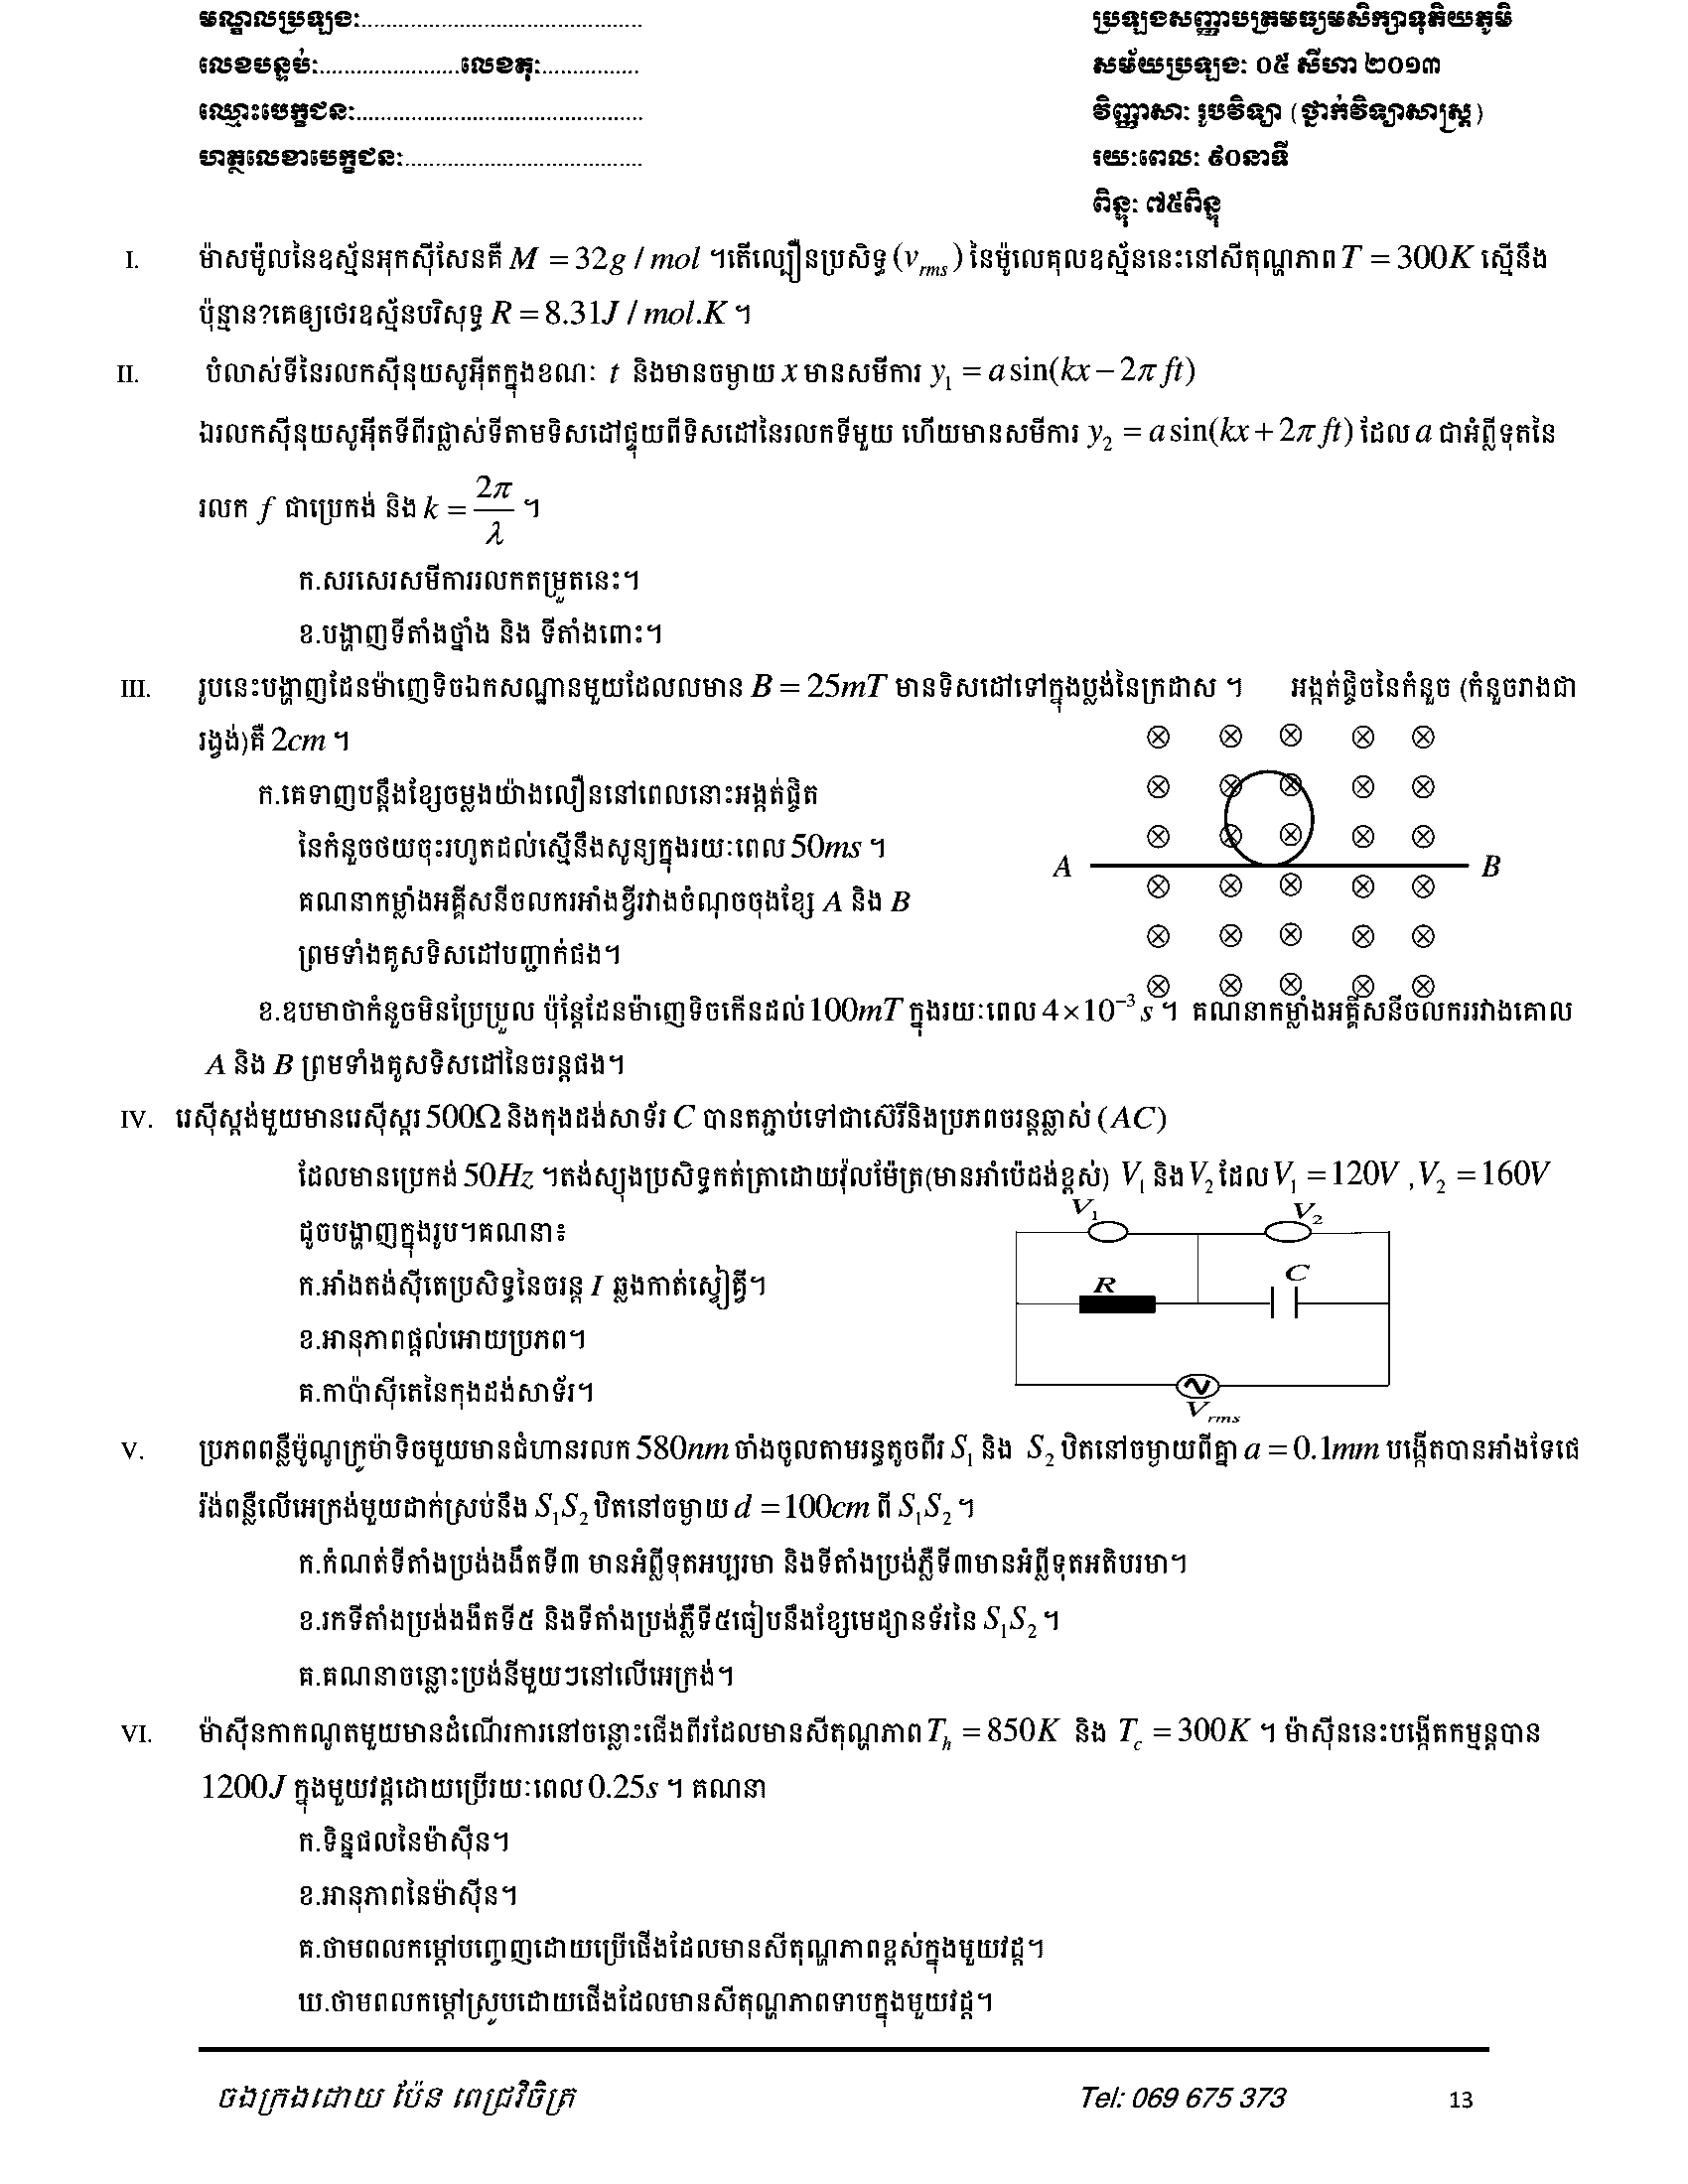 មណ្ឌលប្រឡងៈ........................................... ប្រឡងសញ្ញាបត្រមធ្យមសិក្សាទុតិយភូមិ
លេខបន្ទប់ៈ......................លេខតុៈ............... សម័យប្រឡងៈ ០៥ សីហា ២០១៣
ឈ្មោះបេក្ខជនៈ............................................ វិញ្ញាសាៈ រូបវិទ្យា (ថ្នាក់វិទ្យាសាស្ត្រ)
ហត្ថលេខាបេក្ខជនៈ.................................... រយៈពេលៈ ៩០នាទី
ពិន្ទុៈ ៧៥ពិន្ទុ
I. ម៉ាសម៉ូលនៃឧស្ម័នអុកស៊ីសែនគឺ M = 32g / mol ។តើល្បឿនប្រសិទ្ធ (v_rms) នៃម៉ូលេគុលឧស្ម័ននេះនៅសីតុណ្ហភាព T = 300K ស្មើនឹង
ប៉ុន្មាន?គេឲ្យថេរឧស្ម័នបរិសុទ្ធ R = 8.31J / mol.K ។
II. បំលាស់ទីនៃរលកស៊ីនុយសូអ៊ីតក្នុងខណៈ t និងមានចម្ងាយ x មានសមីការ y₁ = a sin(kx − 2π ft)
ឯរលកស៊ីនុយសូអ៊ីតទីពីរផ្លាស់ទីតាមទិសដៅផ្ទុយពីទិសដៅនៃរលកទីមួយ ហើយមានសមីការ y₂ = a sin(kx + 2π ft) ដែល a ជាអំព្លីទុតនៃ
រលក f ជាប្រេកង់ និង k = 2π/λ ។
ក.សរសេរសមីការរលកតម្រួតនេះ។
ខ.បង្ហាញទីតាំងថ្នាំង និង ទីតាំងពោះ។
III. រូបនេះបង្ហាញដែនម៉ាញេទិចឯកសណ្ឋានមួយដែលលមាន B = 25mT មានទិសដៅទៅក្នុងប្លង់នៃក្រដាស ។ អង្កត់ផ្ចិចនៃកំនួច (កំនួចរាងជា
រង្វង់)គឺ 2cm ។
ក.គេទាញបន្តឹងខ្សែចម្លងយ៉ាងលឿននៅពេលនោះអង្កត់ផ្ចិត
នៃកំនួចថយចុះរហូតដល់ស្មើនឹងសូន្យក្នុងរយៈពេល 50ms ។
គណនាកម្លាំងអគ្គីសនីចលករអាំងឌ្វីរវាងចំណុចចុងខ្សែ A និង B
ព្រមទាំងគូសទិសដៅបញ្ជាក់ផង។
A B
ខ.ឧបមាថាកំនួចមិនប្រែប្រួល ប៉ុន្តែដែនម៉ាញេទិចកើនដល់ 100mT ក្នុងរយៈពេល 4×10⁻³ s ។ គណនាកម្លាំងអគ្គីសនីចលកររវាងគោល
A និង B ព្រមទាំងគូសទិសដៅនៃចរន្តផង។
IV. រេស៊ីស្តង់មួយមានរេស៊ីស្តរ 500Ω និងកុងដង់សាទ័រ C បានតភ្ជាប់ទៅជាស៊េរីនិងប្រភពចរន្តឆ្លាស់ (AC)
ដែលមានប្រេកង់ 50Hz ។តង់ស្យុងប្រសិទ្ធកត់ត្រាដោយវ៉ុលម៉ែត្រ(មានអាំប៉េដង់ខ្ពស់) V₁ និង V₂ ដែល V₁ = 120V , V₂ = 160V
ដូចបង្ហាញក្នុងរូប។គណនា៖
ក.អាំងតង់ស៊ីតេប្រសិទ្ធនៃចរន្ត I ឆ្លងកាត់ស្វៀគ្វី។
ខ.អានុភាពផ្តល់អោយប្រភព។
គ.កាប៉ាស៊ីតេនៃកុងដង់សាទ័រ។
V₁ V₂
R C
V_rms
V. ប្រភពពន្លឺម៉ូណូក្រូម៉ាទិចមួយមានជំហានរលក 580nm ចាំងចូលតាមរន្ធតូចពីរ S₁ និង S₂ ឋិតនៅចម្ងាយពីគ្នា a = 0.1mm បង្កើតបានអាំងទែផេ
រ៉ង់ពន្លឺលើអេក្រង់មួយដាក់ស្របនឹង S₁S₂ ឋិតនៅចម្ងាយ d = 100cm ពី S₁S₂ ។
ក.កំណត់ទីតាំងប្រង់ងងឹតទី៣ មានអំព្លីទុតអប្បរមា និងទីតាំងប្រង់ភ្លឺទី៣មានអំព្លីទុតអតិបរមា។
ខ.រកទីតាំងប្រង់ងងឹតទី៥ និងទីតាំងប្រង់ភ្លឺទី៥ធៀបនឹងខ្សែមេដ្យានទ័រនៃ S₁S₂ ។
គ.គណនាចន្លោះប្រង់នីមួយៗនៅលើអេក្រង់។
VI. ម៉ាស៊ីនកាកណូតមួយមានដំណើរការនៅចន្លោះជើងពីរដែលមានសីតុណ្ហភាព T_h = 850K និង T_c = 300K ។ ម៉ាស៊ីននេះបង្កើតកម្មន្តបាន
1200J ក្នុងមួយវដ្តដោយប្រើរយៈពេល 0.25s ។ គណនា
ក.ទិន្នផលនៃម៉ាស៊ីន។
ខ.អានុភាពនៃម៉ាស៊ីន។
គ.ថាមពលកម្តៅបញ្ចេញដោយប្រើជើងដែលមានសីតុណ្ហភាពខ្ពស់ក្នុងមួយវដ្ត។
ឃ.ថាមពលកម្តៅស្រូបដោយជើងដែលមានសីតុណ្ហភាពទាបក្នុងមួយវដ្ត។
ចងក្រងដោយ ប៉ែន ពេជ្រវិចិត្រ Tel: 069 675 373 13